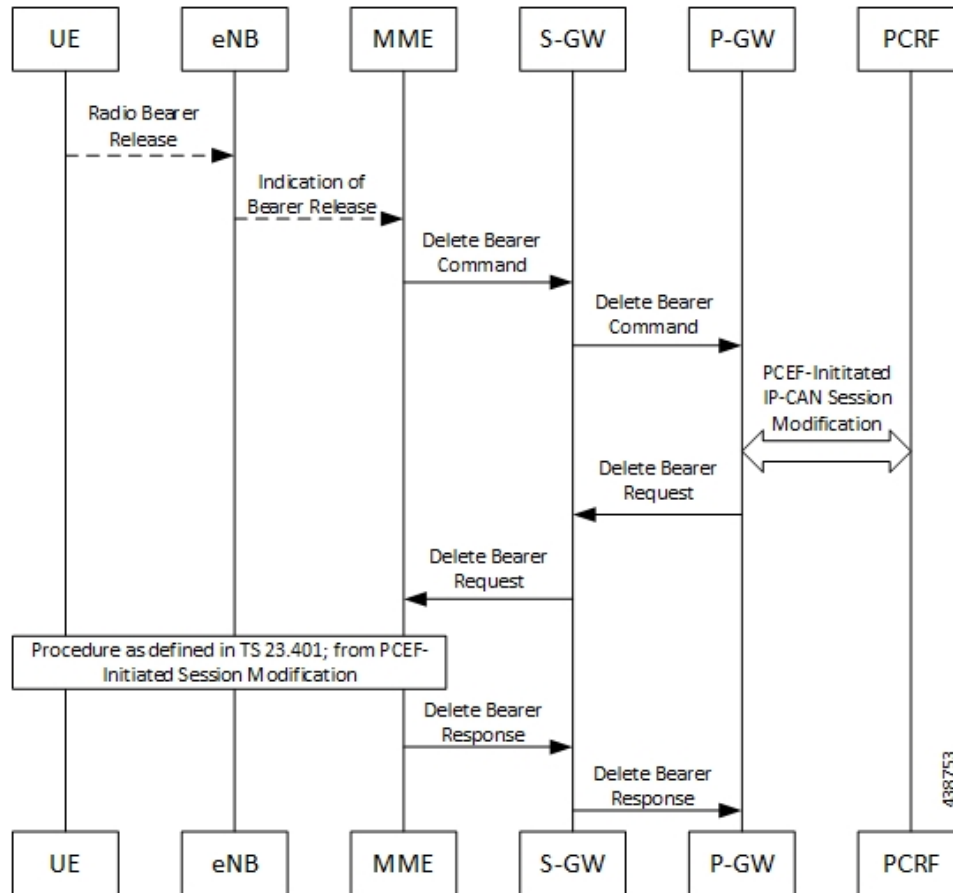 UE
eNB
MME
S-GW
P-GW
PCRF
Radio Bearer
Release
Indication of
Bearer Release
Delete Bearer
Command
Delete Bearer
Command
PCEF-Inititated
IP-CAN Session
Modification
Delete Bearer
Request
Delete Bearer
Request
Procedure as defined in TS 23.401; from PCEF-
Initiated Session Modification
Delete Bearer
Response
Delete Bearer
Response
438753
UE
eNB
MME
S-GW
P-GW
PCRF